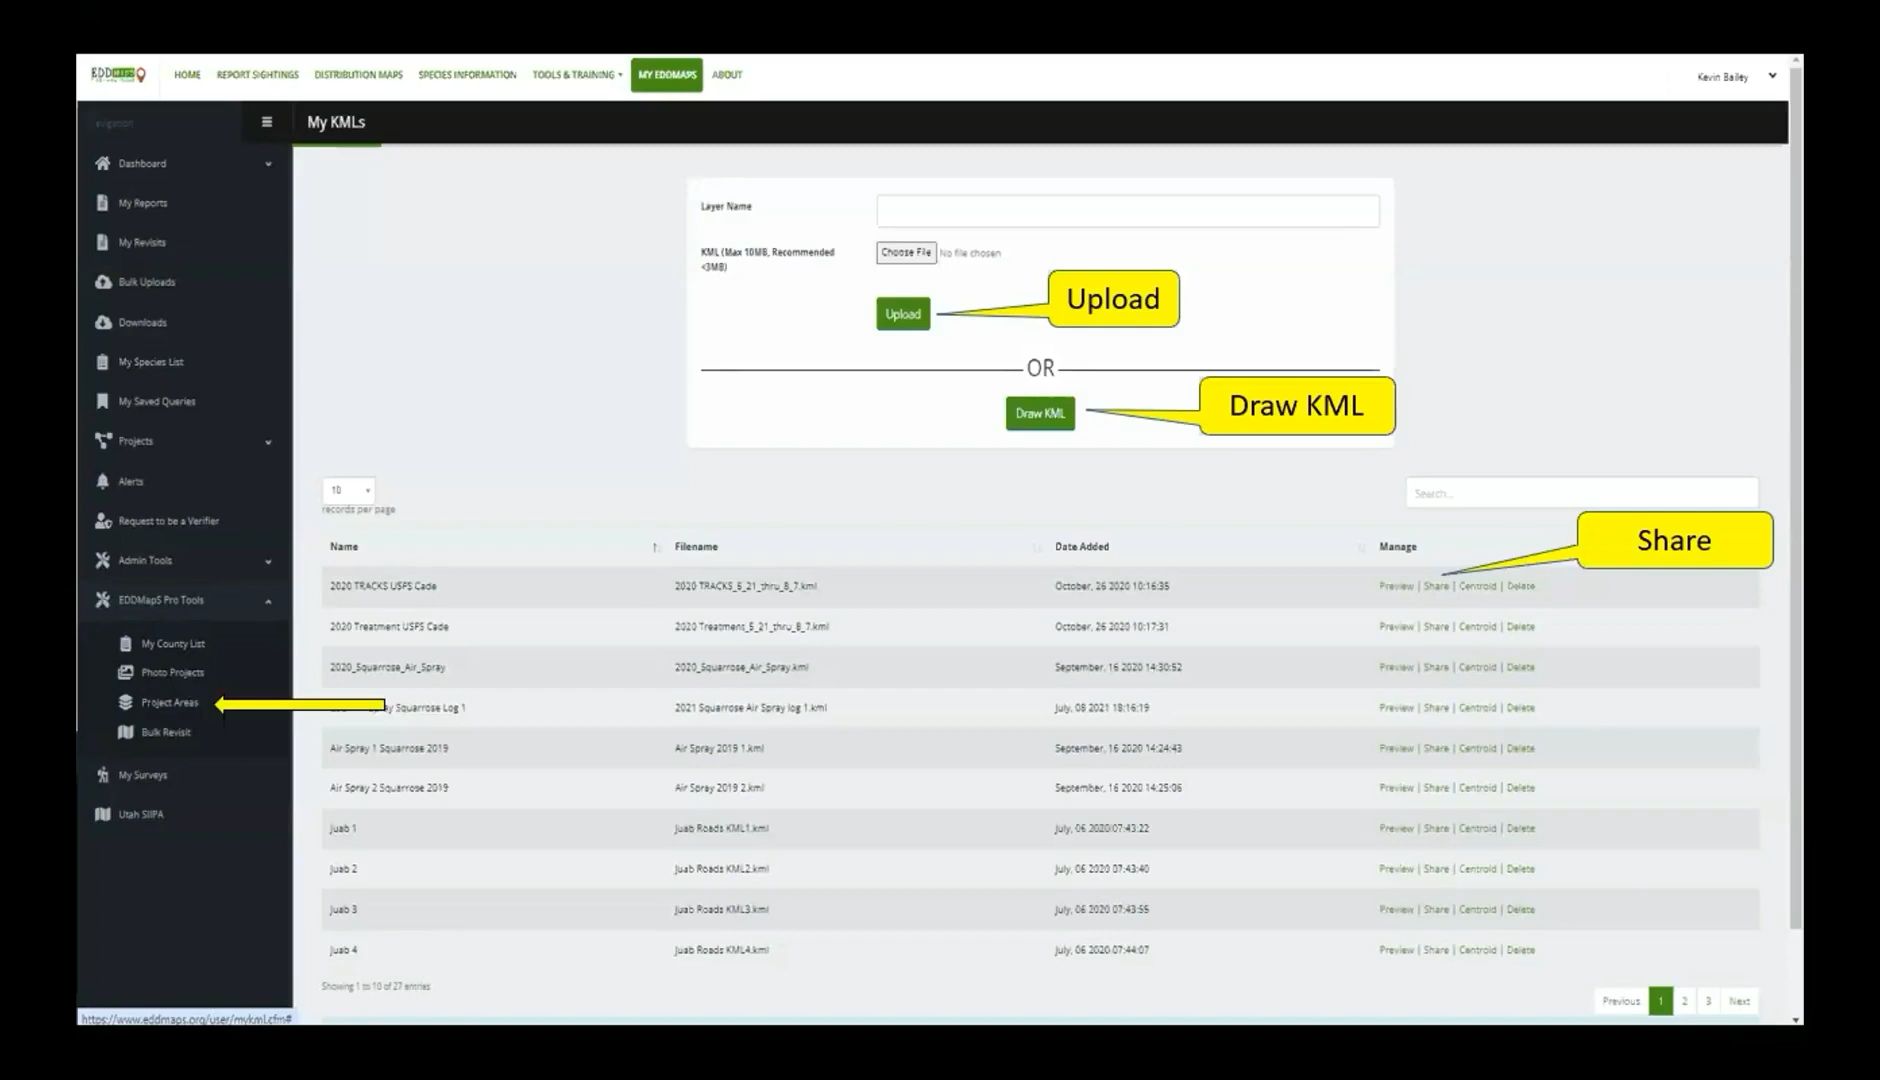 EDDMapS
HOME REPORT SIGHTINGS DISTRIBUTION MAPS SPECIES INFORMATION TOOLS & TRAINING MY EDDMAPS ABOUT
Kevin Bailey
My KMLs
Dashboard
My Reports
My Revisits
Bulk Uploads
Downloads
My Species List
My Saved Queries
Projects
Alerts
Request to be a Verifier
Admin Tools
EDDMapS Pro Tools
My County List
Photo Projects
Project Areas
Bulk Revisit
My Surveys
Utah SIIPA
Layer Name
KML (Max 10MB, Recommended
<3MB)
Choose File No file chosen
Upload
Upload
OR
Draw KML
Draw KML
10
records per page
Search...
Share
Name Filename Date Added Manage
2020 TRACKS USFS Cade 2020 TRACKS_5_21_thru_8_7.kml October, 26 2020 10:16:35 Preview | Share | Centroid | Delete
2020 Treatment USFS Cade 2020 Treatment_5_21_thru_8_7.kml October, 26 2020 10:17:31 Preview | Share | Centroid | Delete
2020_Squarrose_Air_Spray 2020_Squarrose_Air_Spray.kml September, 16 2020 14:30:52 Preview | Share | Centroid | Delete
Squarrose Log 1 2021 Squarrose Air Spray log 1.kml July, 08 2021 18:16:19 Preview | Share | Centroid | Delete
Air Spray 1 Squarrose 2019 Air Spray 2019 1.kml September, 16 2020 14:24:43 Preview | Share | Centroid | Delete
Air Spray 2 Squarrose 2019 Air Spray 2019 2.kml September, 16 2020 14:25:06 Preview | Share | Centroid | Delete
Juab 1 Juab Roads KML1.kml July, 06 2020 07:43:22 Preview | Share | Centroid | Delete
Juab 2 Juab Roads KML2.kml July, 06 2020 07:43:40 Preview | Share | Centroid | Delete
Juab 3 Juab Roads KML3.kml July, 06 2020 07:43:55 Preview | Share | Centroid | Delete
Juab 4 Juab Roads KML4.kml July, 06 2020 07:44:07 Preview | Share | Centroid | Delete
Showing 1 to 10 of 27 entries
Previous 1 2 3 Next
https://www.eddmaps.org/user/mykml.cfm#